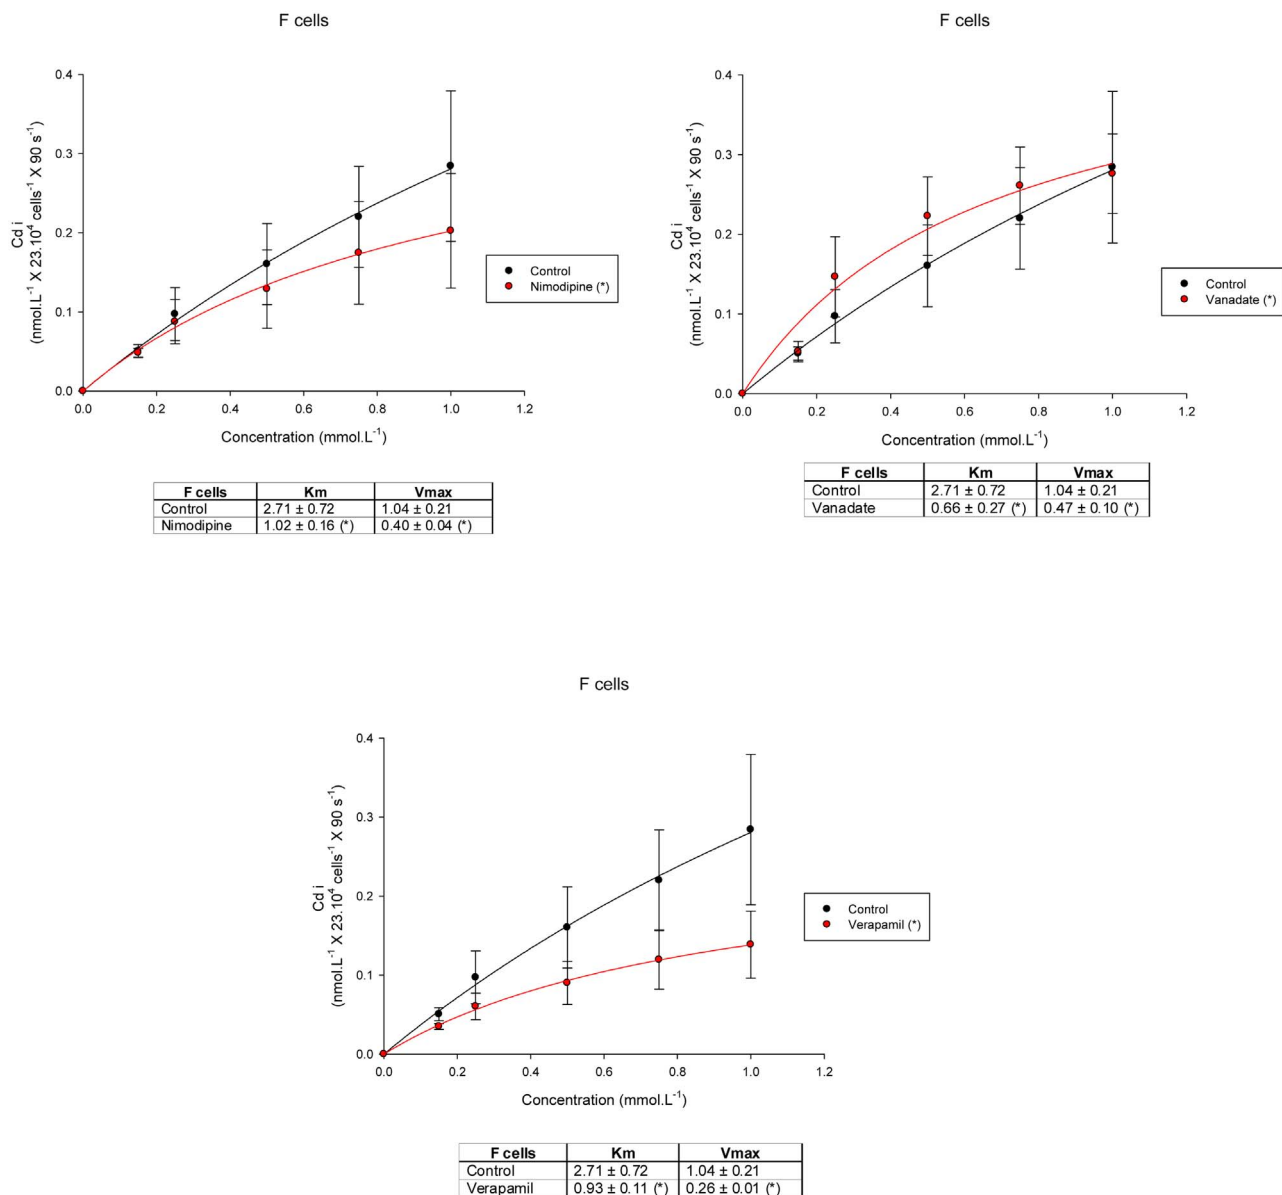 F cells
0.4
0.3
0.2
0.1
0.0
Cd i
(nmol.L⁻¹ X 23.10⁴ cells⁻¹ X 90 s⁻¹)
0.0 0.2 0.4 0.6 0.8 1.0 1.2
Concentration (mmol.L⁻¹)
Control
Nimodipine (*)
F cells Km Vmax
Control 2.71 ± 0.72 1.04 ± 0.21
Nimodipine 1.02 ± 0.16 (*) 0.40 ± 0.04 (*)
F cells
0.4
0.3
0.2
0.1
0.0
Cd i
(nmol.L⁻¹ X 23.10⁴ cells⁻¹ X 90 s⁻¹)
0.0 0.2 0.4 0.6 0.8 1.0 1.2
Concentration (mmol.L⁻¹)
Control
Vanadate (*)
F cells Km Vmax
Control 2.71 ± 0.72 1.04 ± 0.21
Vanadate 0.66 ± 0.27 (*) 0.47 ± 0.10 (*)
F cells
0.4
0.3
0.2
0.1
0.0
Cd i
(nmol.L⁻¹ X 23.10⁴ cells⁻¹ X 90 s⁻¹)
0.0 0.2 0.4 0.6 0.8 1.0 1.2
Concentration (mmol.L⁻¹)
Control
Verapamil (*)
F cells Km Vmax
Control 2.71 ± 0.72 1.04 ± 0.21
Verapamil 0.93 ± 0.11 (*) 0.26 ± 0.01 (*)